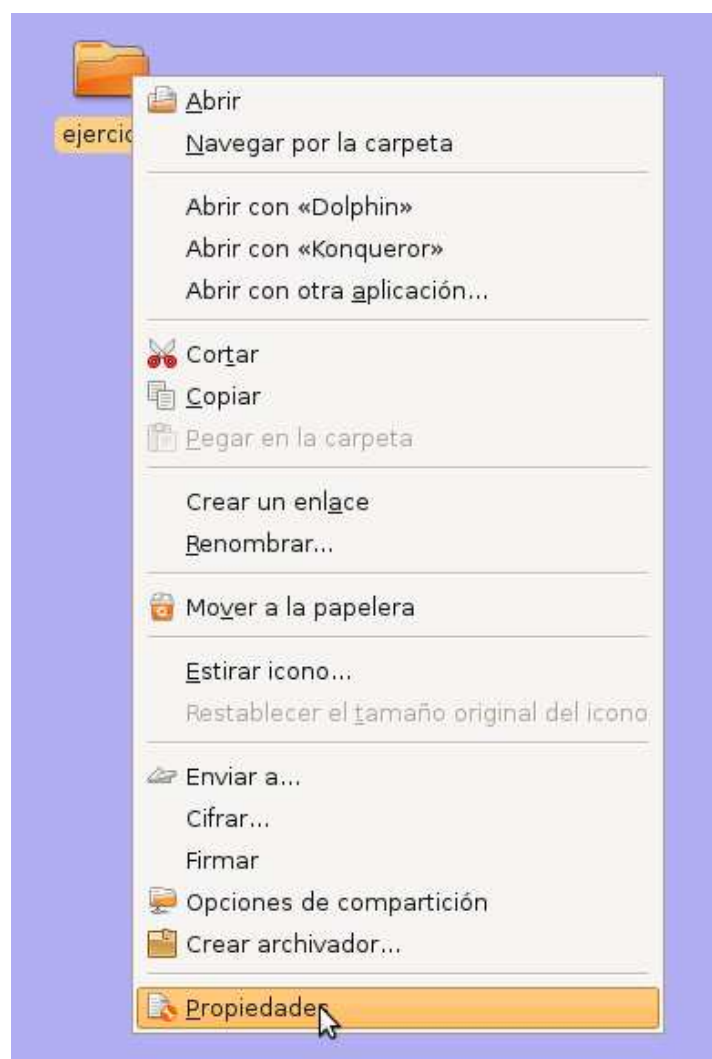 ejercic
Abrir
Navegar por la carpeta
Abrir con «Dolphin»
Abrir con «Konqueror»
Abrir con otra aplicación...
Cortar
Copiar
Pegar en la carpeta
Crear un enlace
Renombrar...
Mover a la papelera
Estirar icono...
Restablecer el tamaño original del icono
Enviar a...
Cifrar...
Firmar
Opciones de compartición
Crear archivador...
Propiedades